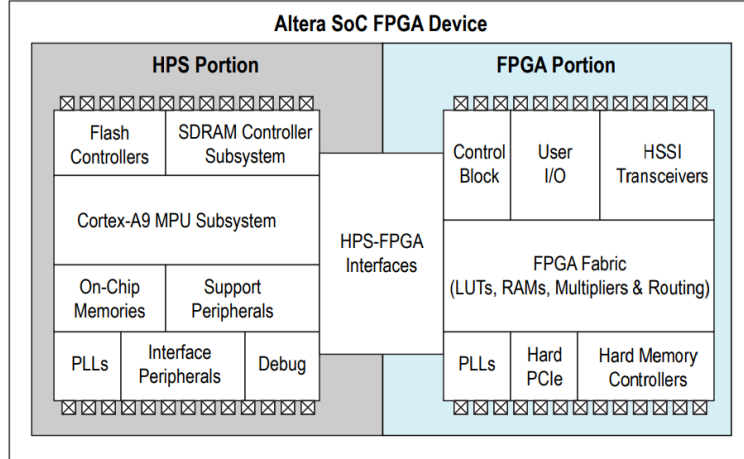 Altera SoC FPGA Device
HPS Portion
FPGA Portion
Flash
Controllers
SDRAM Controller
Subsystem
Cortex-A9 MPU Subsystem
On-Chip
Memories
Support
Peripherals
PLLs
Interface
Peripherals
Debug
HPS-FPGA
Interfaces
Control
Block
User
I/O
HSSI
Transceivers
FPGA Fabric
(LUTs, RAMs, Multipliers & Routing)
PLLs
Hard
PCIe
Hard Memory
Controllers